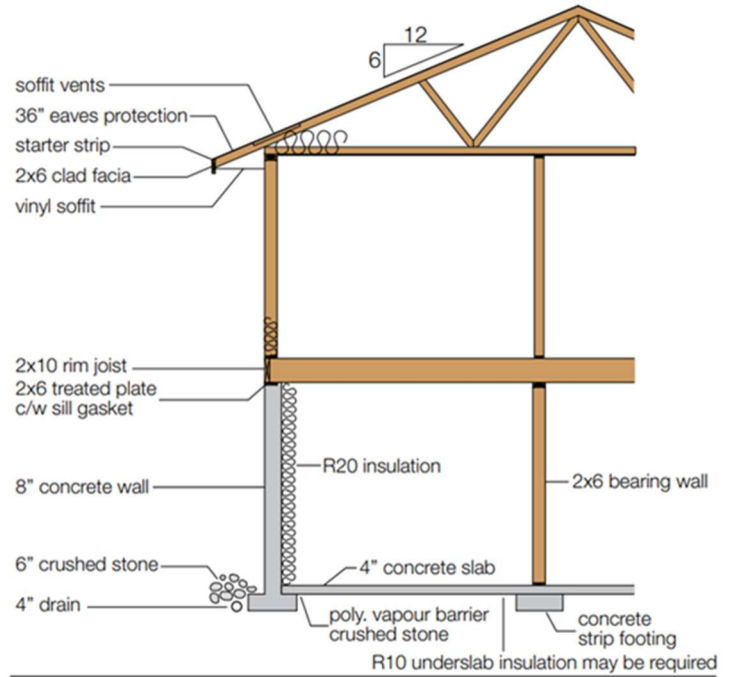 12
6
soffit vents
36” eaves protection
starter strip
2x6 clad facia
vinyl soffit
2x10 rim joist
2x6 treated plate
c/w sill gasket
R20 insulation
8” concrete wall
2x6 bearing wall
6” crushed stone
4” concrete slab
4” drain
poly. vapour barrier
crushed stone
concrete
strip footing
R10 underslab insulation may be required